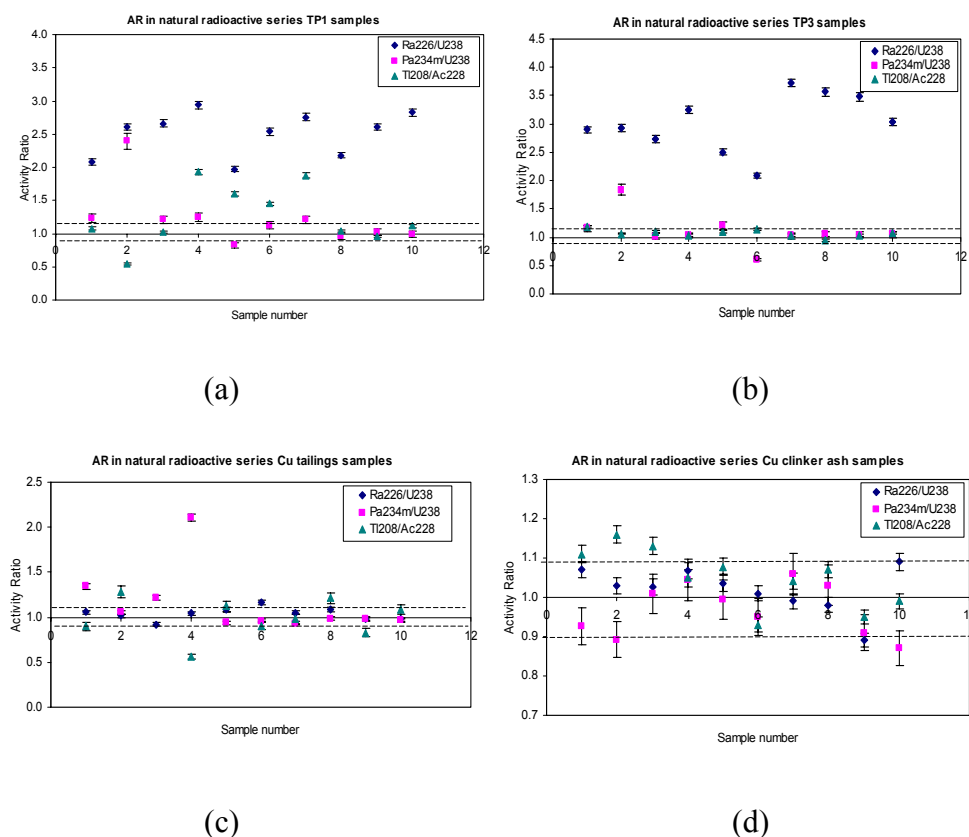 AR in natural radioactive series TP1 samples
Activity Ratio
4.0
3.5
3.0
2.5
2.0
1.5
1.0
0.5
0.0
0 2 4 6 8 10 12
Sample number
Ra226/U238
Pa234m/U238
Tl208/Ac228
(a)
AR in natural radioactive series TP3 samples
Activity Ratio
4.5
4.0
3.5
3.0
2.5
2.0
1.5
1.0
0.5
0.0
0 2 4 6 8 10 12
Sample number
Ra226/U238
Pa234m/U238
Tl208/Ac228
(b)
AR in natural radioactive series Cu tailings samples
Activity Ratio
2.5
2.0
1.5
1.0
0.5
0.0
0 2 4 6 8 10 12
Sample number
Ra226/U238
Pa234m/U238
Tl208/Ac228
(c)
AR in natural radioactive series Cu clinker ash samples
Activity Ratio
1.3
1.2
1.1
1.0
0.9
0.8
0.7
0 2 4 6 8 10 12
Sample number
Ra226/U238
Pa234m/U238
Tl208/Ac228
(d)